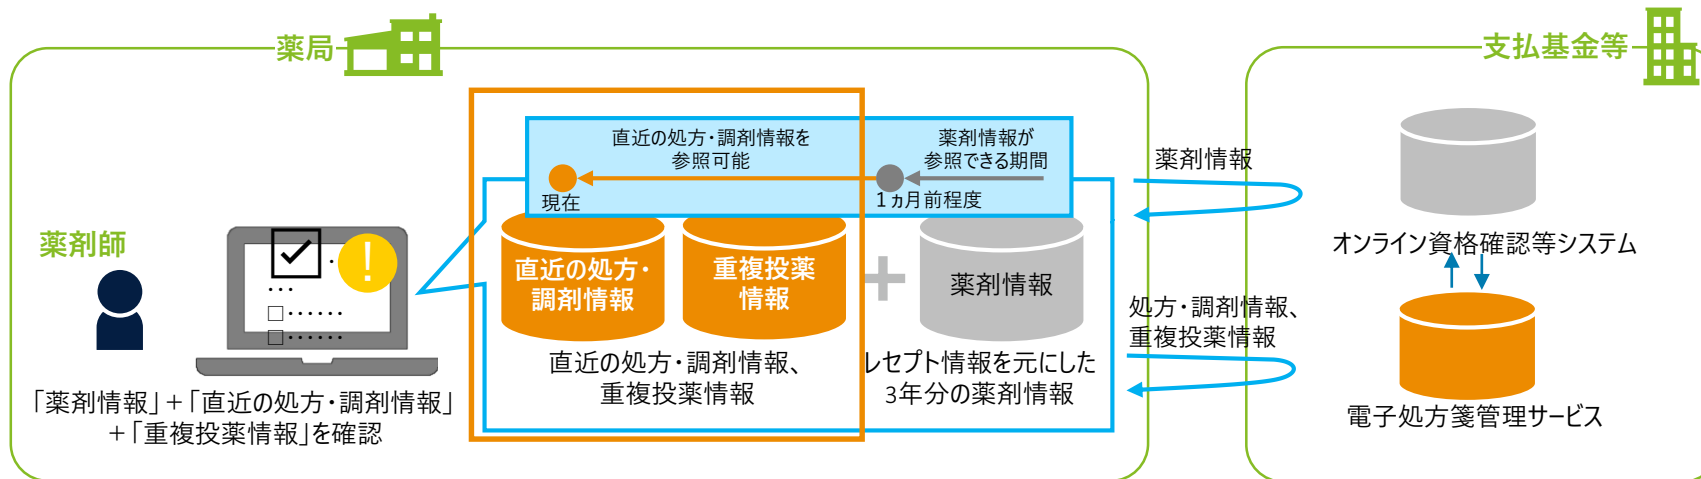 薬局
支払基金等
直近の処方・調剤情報を
参照可能
薬剤情報が
参照できる期間
現在
1ヵ月前程度
薬剤師
!
・・・
□・・・・・・
□・・・・・・
直近の処方・
調剤情報
重複投薬
情報
+
薬剤情報
直近の処方・調剤情報、
重複投薬情報
レセプト情報を元にした
3年分の薬剤情報
「薬剤情報」+「直近の処方・調剤情報」
+「重複投薬情報」を確認
薬剤情報
処方・調剤情報、
重複投薬情報
オンライン資格確認等システム
電子処方箋管理サービス